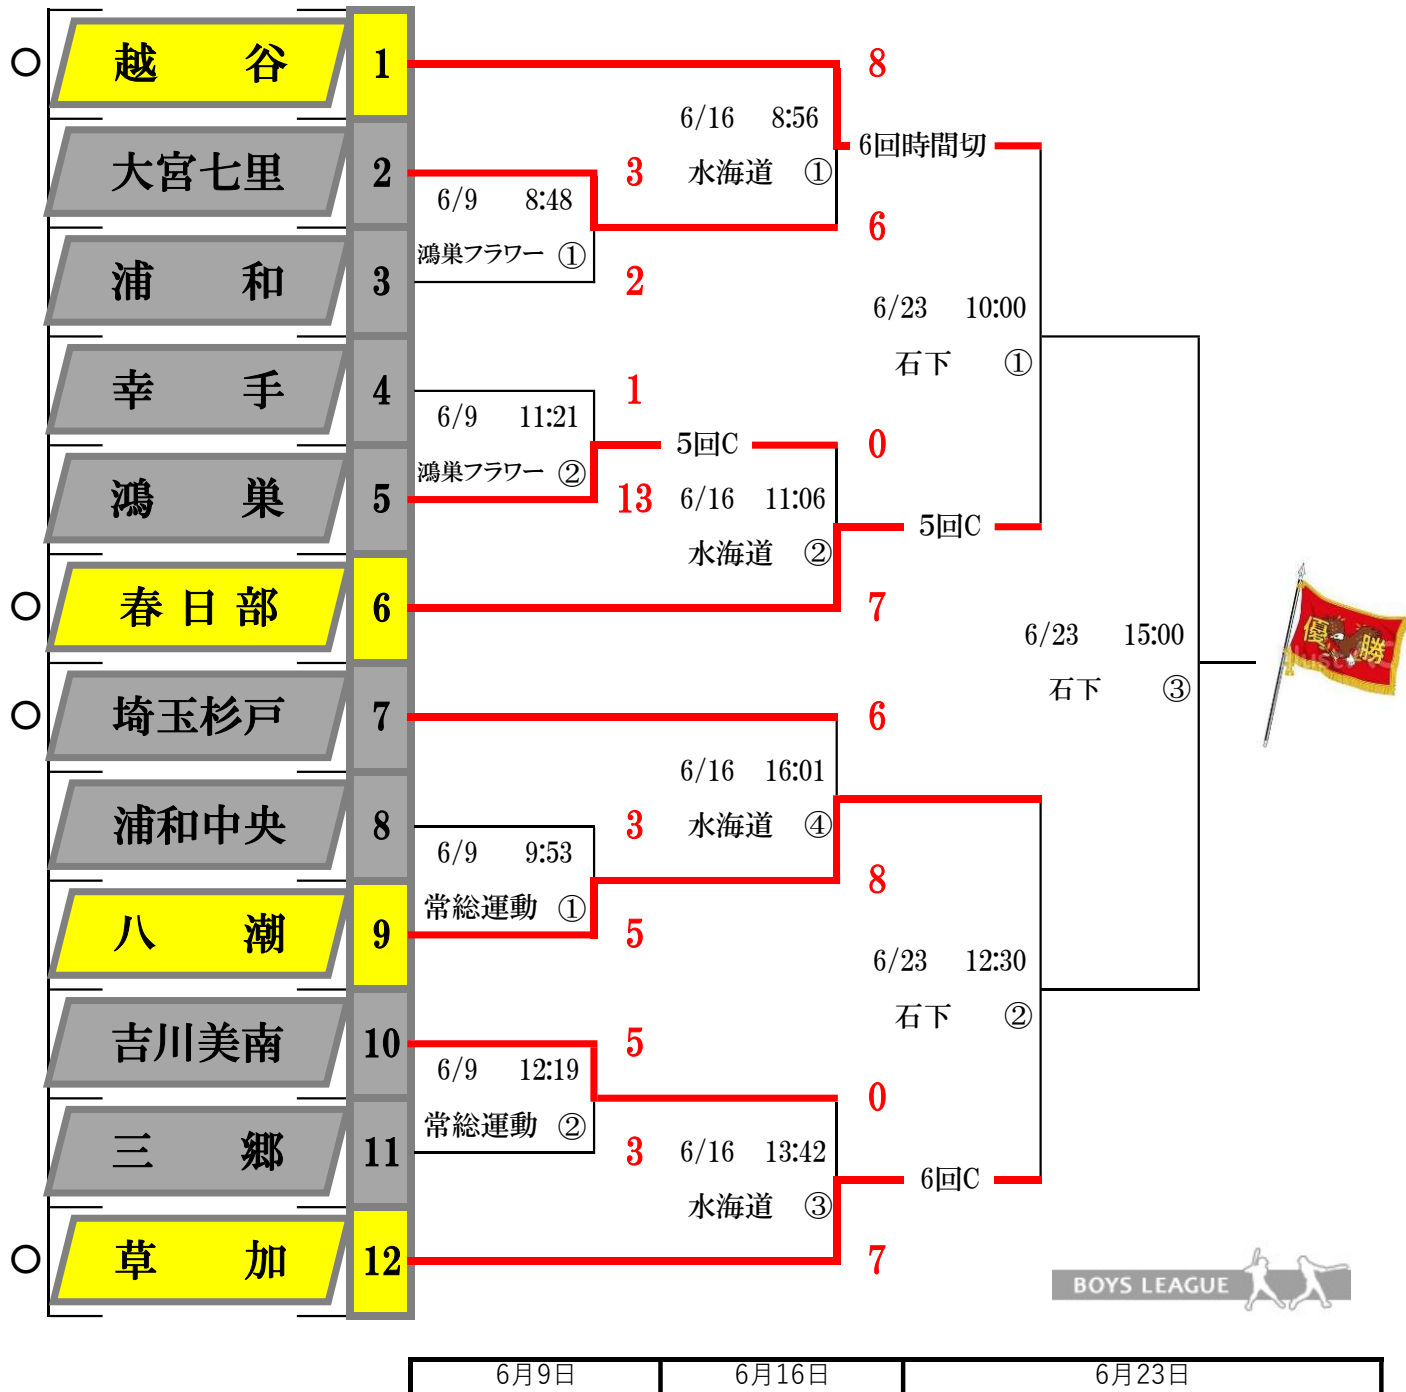 ○ 越 谷 1 8
6/16 8:56
6回時間切
大宮七里 2 3
水海道 ①
6/9 8:48
6
鴻巣フラワー ①
浦 和 3 2
6/23 10:00
石下 ①
幸 手 4 1
6/9 11:21
5回C 0
鴻巣フラワー ②
鴻 巣 5 13
6/16 11:06
5回C
水海道 ②
○ 春日部 6 7
6/23 15:00
優勝
石下 ③
○ 埼玉杉戸 7 6
6/16 16:01
浦和中央 8 3
水海道 ④
6/9 9:53
8
常総運動 ①
八 潮 9 5
6/23 12:30
石下 ②
吉川美南 10 5
6/9 12:19
0
常総運動 ②
三 郷 11 3
6/16 13:42
6回C
水海道 ③
○ 草 加 12 7
BOYS LEAGUE
6月9日 6月16日 6月23日